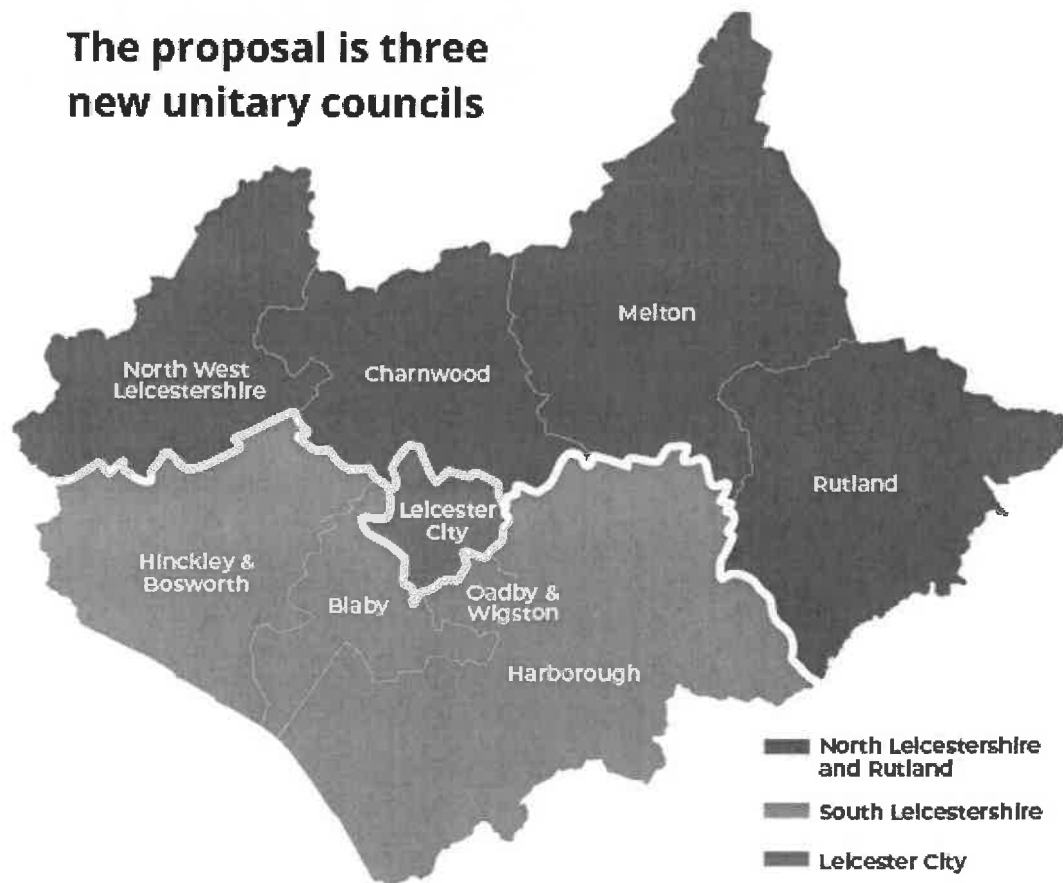 The proposal is three
new unitary councils
Melton
North West
Leicestershire
Charnwood
Rutland
Leicester
City
Hinckley &
Bosworth
Blaby
Oadby &
Wigston
Harborough
North Leicestershire
and Rutland
South Leicestershire
Leicester City